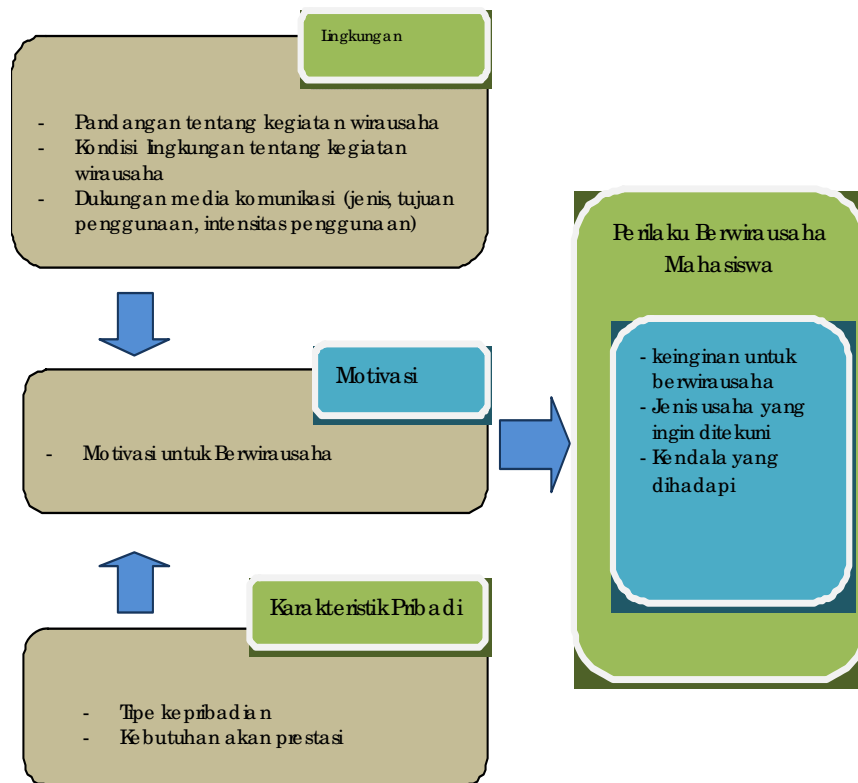 Lingkungan
- Pandangan tentang kegiatan wirausaha
- Kondisi lingkungan tentang kegiatan
wirausaha
- Dukungan media komunikasi (jenis, tujuan
penggunaan, intensitas penggunaan)
Motivasi
- Motivasi untuk Berwirausaha
Karakteristik Pribadi
- Tipe kepribadian
- Kebutuhan akan prestasi
Perilaku Berwirausaha
Mahasiswa
- keinginan untuk
berwirausaha
- Jenis usaha yang
ingin ditekuni
- Kendala yang
dihadapi